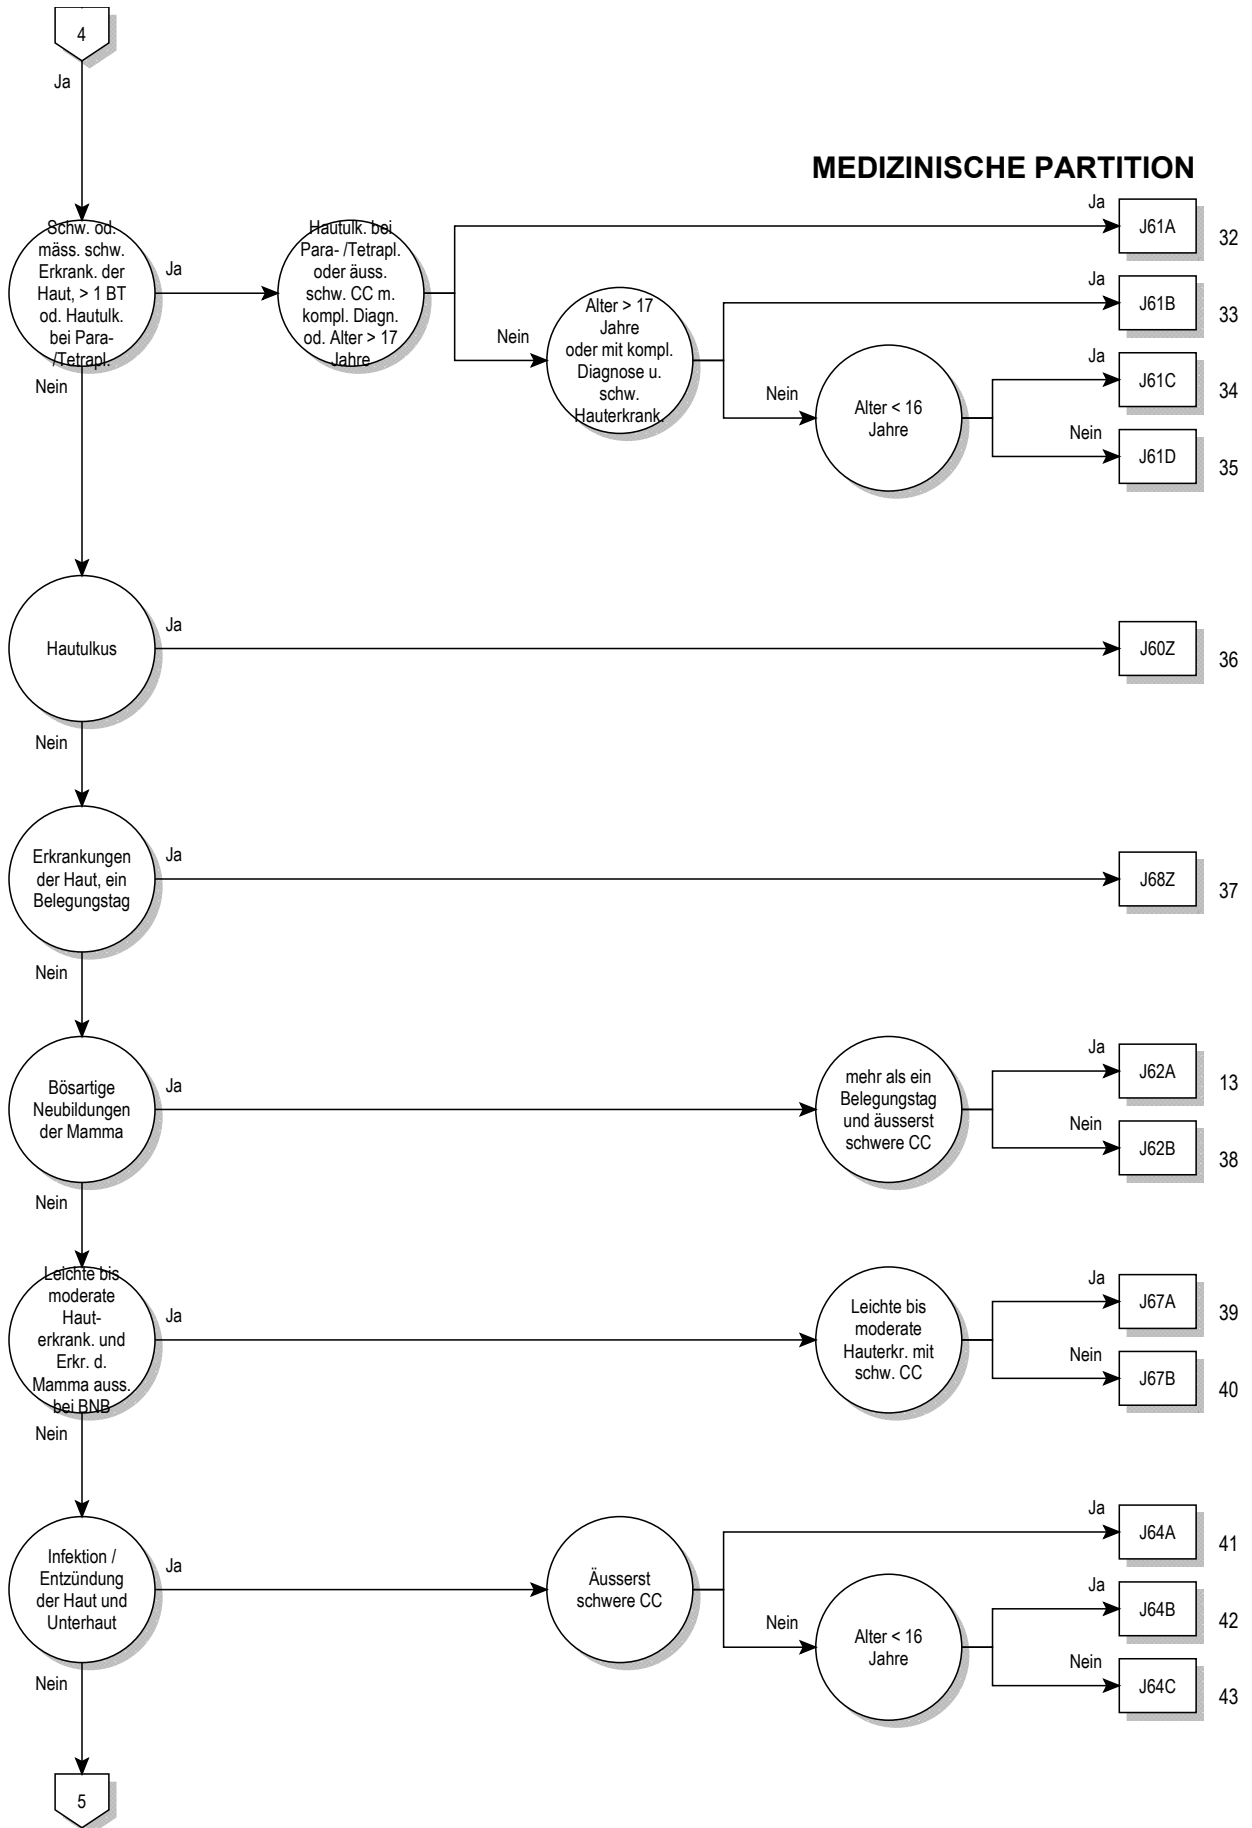 4
Ja
MEDIZINISCHE PARTITION
Schw. od.
mäss. schw.
Erkrank. der
Haut, > 1 BT
od. Hautulk.
bei Para-
/Tetrapl.
Ja
Nein
Hautulk. bei
Para- /Tetrapl.
oder äuss.
schw. CC m.
kompl. Diagn.
od. Alter > 17
Jahre
Ja
J61A
32
Nein
Alter > 17
Jahre
oder mit kompl.
Diagnose u.
schw.
Hauterkrank.
Ja
J61B
33
Nein
Alter < 16
Jahre
Ja
J61C
34
Nein
J61D
35
Hautulkus
Ja
J60Z
36
Nein
Erkrankungen
der Haut, ein
Belegungstag
Ja
J68Z
37
Nein
Bösartige
Neubildungen
der Mamma
Ja
mehr als ein
Belegungstag
und äusserst
schwere CC
Ja
J62A
13
Nein
J62B
38
Nein
Leichte bis
moderate
Haut-
erkrank. und
Erkr. d.
Mamma auss.
bei BNB
Ja
Leichte bis
moderate
Hauterkr. mit
schw. CC
Ja
J67A
39
Nein
J67B
40
Nein
Infektion /
Entzündung
der Haut und
Unterhaut
Ja
Äusserst
schwere CC
Ja
J64A
41
Nein
Alter < 16
Jahre
Ja
J64B
42
Nein
J64C
43
Nein
5